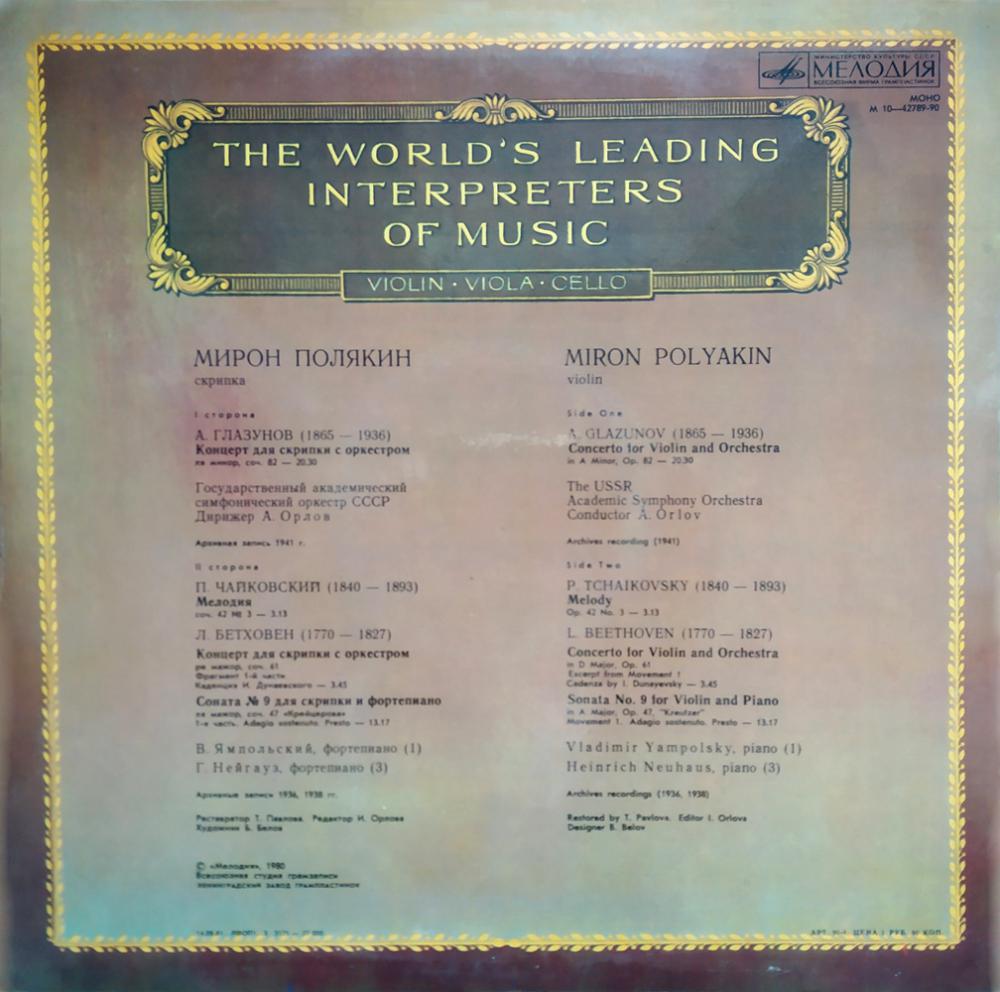 МИНИСТЕРСТВО КУЛЬТУРЫ СССР
МЕЛОДИЯ
ВСЕСОЮЗНАЯ ФИРМА ГРАМПЛАСТИНОК
МОНО
М 10—42789-90
THE WORLD'S LEADING
INTERPRETERS
OF MUSIC
VIOLIN · VIOLA · CELLO
МИРОН ПОЛЯКИН
скрипка
I сторона
А. ГЛАЗУНОВ (1865 — 1936)
Концерт для скрипки с оркестром
ля минор, соч. 82 — 20.30
Государственный академический
симфонический оркестр СССР
Дирижер А. Орлов
Архивная запись 1941 г.
II сторона
П. ЧАЙКОВСКИЙ (1840 — 1893)
Мелодия
соч. 42 № 3 — 3.13
Л. БЕТХОВЕН (1770 — 1827)
Концерт для скрипки с оркестром
ре мажор, соч. 61
Фрагмент 1-й части
Каденция И. Дунаевского — 3.45
Соната № 9 для скрипки и фортепиано
ля мажор, соч. 47 «Крейцерова»
1-я часть. Adagio sostenuto. Presto — 13.17
В. Ямпольский, фортепиано (1)
Г. Нейгауз, фортепиано (3)
Архивные записи 1936, 1938 гг.
Реставратор Т. Павлова. Редактор И. Орлова
Художник Б. Белов
© «Мелодия», 1980
Всесоюзная студия грамзаписи
ЛЕНИНГРАДСКИЙ ЗАВОД ГРАМПЛАСТИНОК
MIRON POLYAKIN
violin
Side One
A. GLAZUNOV (1865 — 1936)
Concerto for Violin and Orchestra
in A Minor, Op. 82 — 20.30
The USSR
Academic Symphony Orchestra
Conductor A. Orlov
Archives recording (1941)
Side Two
P. TCHAIKOVSKY (1840 — 1893)
Melody
Op. 42 No. 3 — 3.13
L. BEETHOVEN (1770 — 1827)
Concerto for Violin and Orchestra
in D Major, Op. 61
Excerpt from Movement 1
Cadenza by I. Dunayevsky — 3.45
Sonata No. 9 for Violin and Piano
in A Major, Op. 47, "Kreutzer"
Movement 1. Adagio sostenuto. Presto — 13.17
Vladimir Yampolsky, piano (1)
Heinrich Neuhaus, piano (3)
Archives recordings (1936, 1938)
Restored by T. Pavlova. Editor I. Orlova
Designer B. Belov
АРТ. ЦЕНА 1 РУБ. КОП.